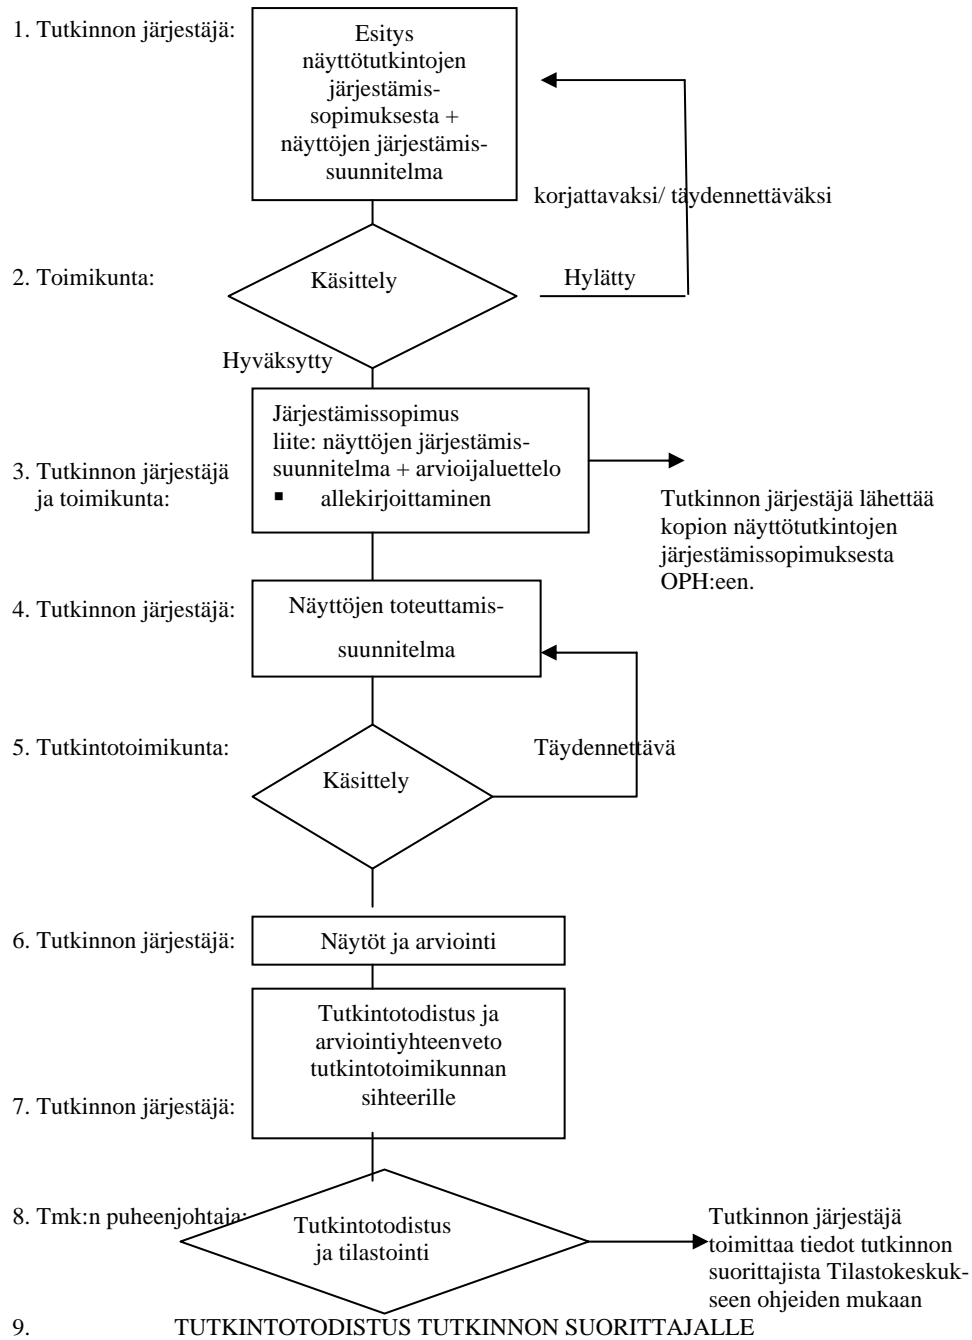 1. Tutkinnon järjestäjä:
Esitys
näyttötutkintojen
järjestämis-
sopimuksesta +
näyttöjen järjestämis-
suunnitelma
korjattavaksi/ täydennettäväksi
2. Toimikunta:
Käsittely
Hylätty
Hyväksytty
3. Tutkinnon järjestäjä
ja toimikunta:
Järjestämissopimus
liite: näyttöjen järjestämis-
suunnitelma + arvioijaluettelo
▪ allekirjoittaminen
Tutkinnon järjestäjä lähettää
kopion näyttötutkintojen
järjestämissopimuksesta
OPH:een.
4. Tutkinnon järjestäjä:
Näyttöjen toteuttamis-
suunnitelma
5. Tutkintotoimikunta:
Käsittely
Täydennettävä
6. Tutkinnon järjestäjä:
Näytöt ja arviointi
Tutkintotodistus ja
arviointiyhteenveto
tutkintotoimikunnan
sihteerille
7. Tutkinnon järjestäjä:
8. Tmk:n puheenjohtaja:
Tutkintotodistus
ja tilastointi
Tutkinnon järjestäjä
toimittaa tiedot tutkinnon
suorittajista Tilastokeskuk-
seen ohjeiden mukaan
9. TUTKINTOTODISTUS TUTKINNON SUORITTAJALLE